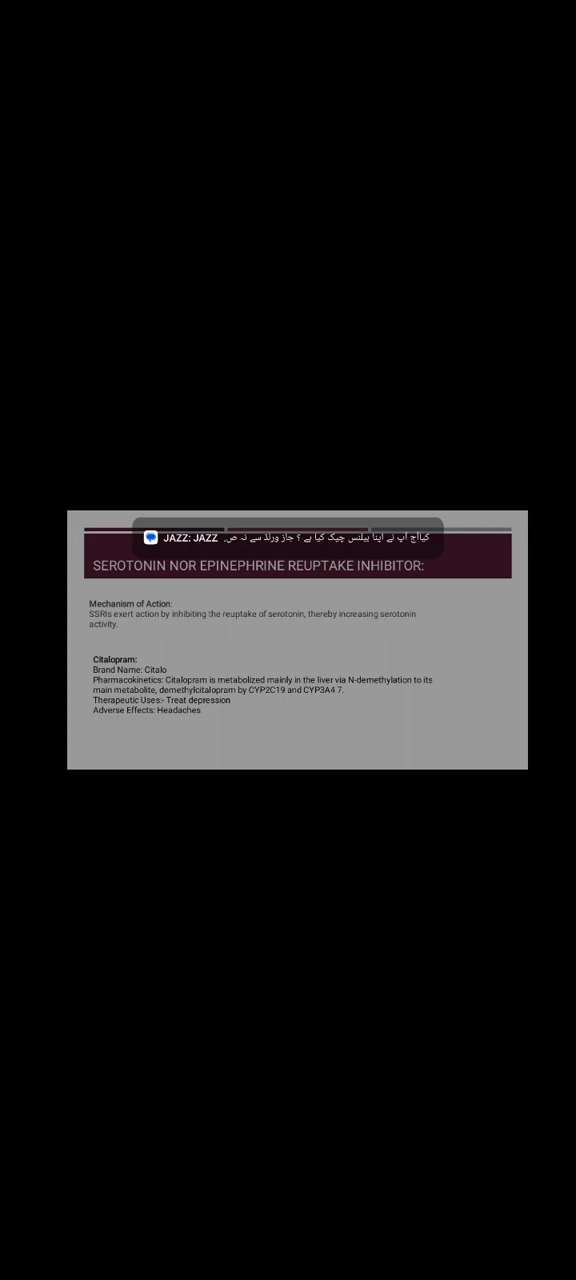 JAZZ: JAZZ کیااج آپ نے اپنا بیلنس چیک کیا ہے ؟ جاز ورلڈ سے نہ ص..
SEROTONIN NOR EPINEPHRINE REUPTAKE INHIBITOR:
Mechanism of Action:
SSRIs exert action by inhibiting the reuptake of serotonin, thereby increasing serotonin
activity.
Citalopram:
Brand Name: Citalo
Pharmacokinetics: Citalopram is metabolized mainly in the liver via N-demethylation to its
main metabolite, demethylcitalopram by CYP2C19 and CYP3A4 7.
Therapeutic Uses:- Treat depression
Adverse Effects: Headaches